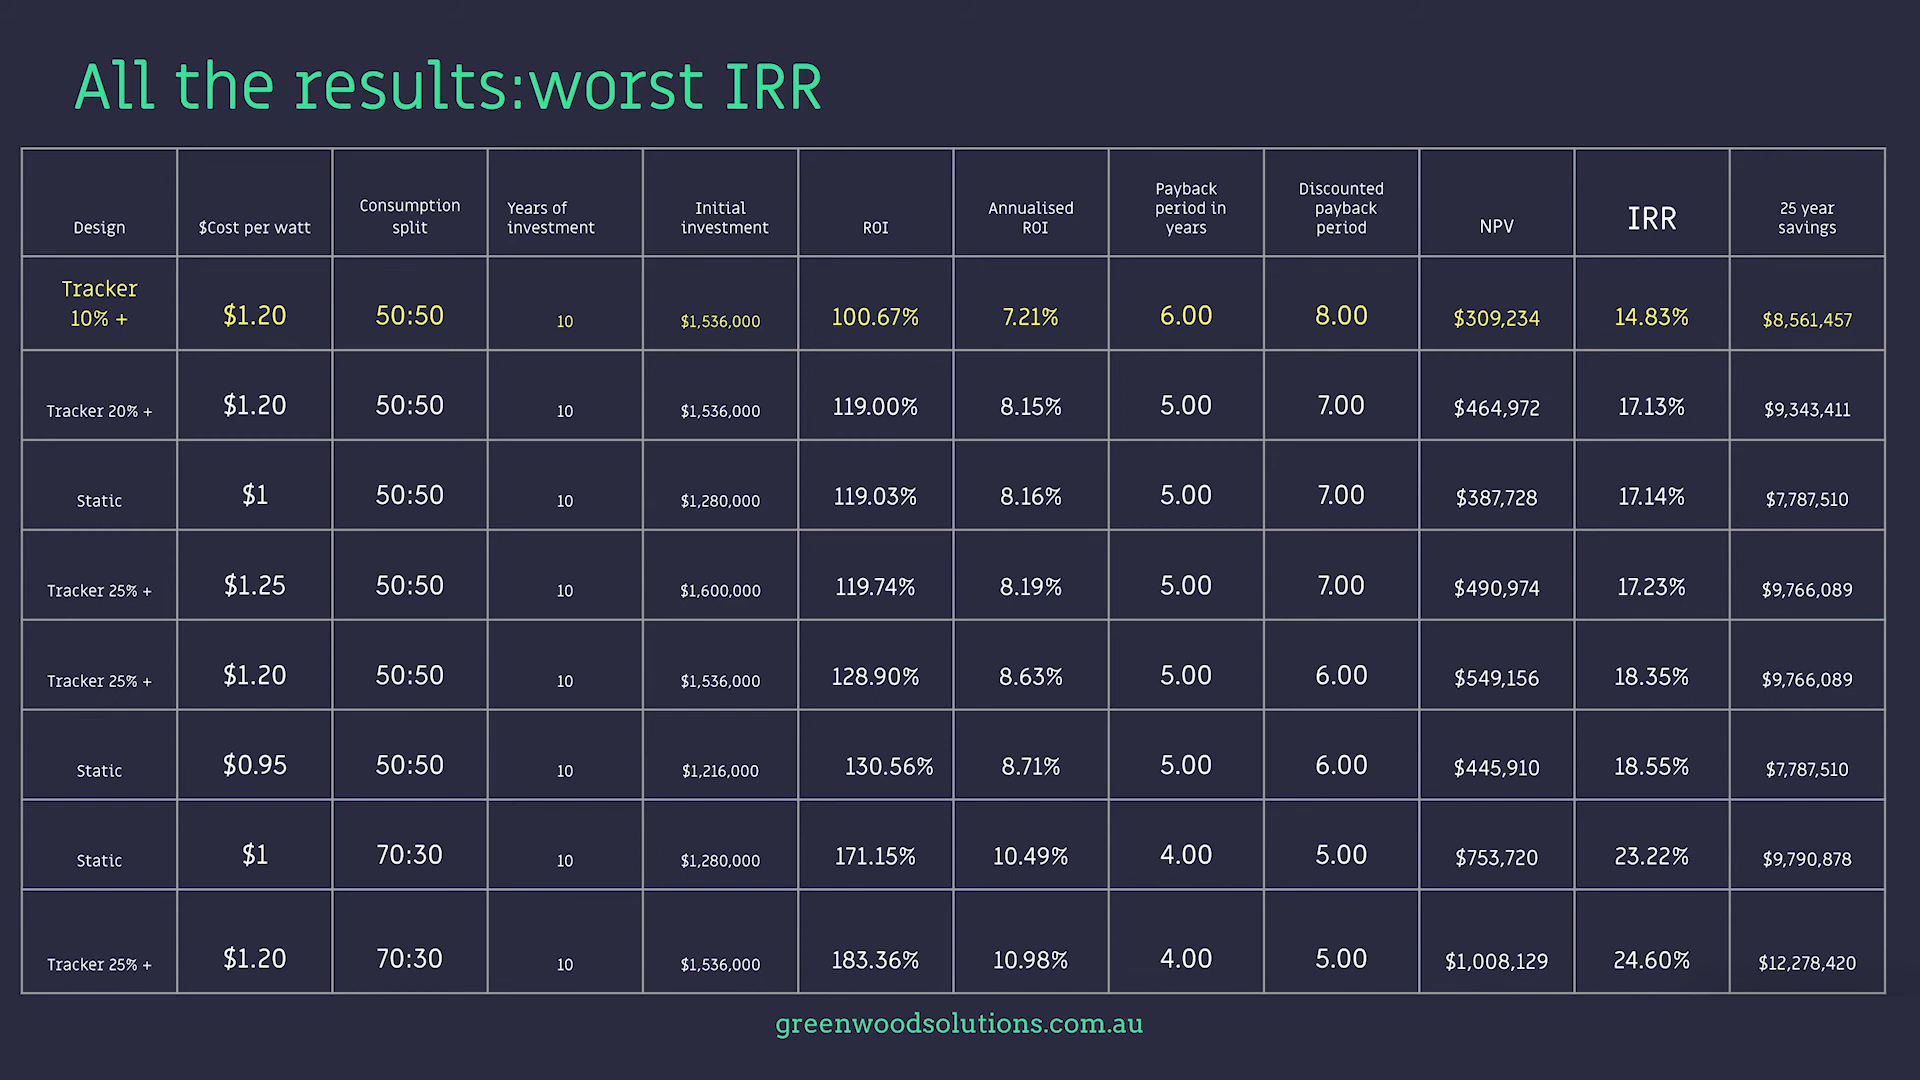 All the results:worst IRR
Design $Cost per watt Consumption split Years of investment Initial investment ROI Annualised ROI Payback period in years Discounted payback period NPV IRR 25 year savings
Tracker 10% + $1.20 50:50 10 $1,536,000 100.67% 7.21% 6.00 8.00 $309,234 14.83% $8,561,457
Tracker 20% + $1.20 50:50 10 $1,536,000 119.00% 8.15% 5.00 7.00 $464,972 17.13% $9,343,411
Static $1 50:50 10 $1,280,000 119.03% 8.16% 5.00 7.00 $387,728 17.14% $7,787,510
Tracker 25% + $1.25 50:50 10 $1,600,000 119.74% 8.19% 5.00 7.00 $490,974 17.23% $9,766,089
Tracker 25% + $1.20 50:50 10 $1,536,000 128.90% 8.63% 5.00 6.00 $549,156 18.35% $9,766,089
Static $0.95 50:50 10 $1,216,000 130.56% 8.71% 5.00 6.00 $445,910 18.55% $7,787,510
Static $1 70:30 10 $1,280,000 171.15% 10.49% 4.00 5.00 $753,720 23.22% $9,790,878
Tracker 25% + $1.20 70:30 10 $1,536,000 183.36% 10.98% 4.00 5.00 $1,008,129 24.60% $12,278,420
greenwoodsolutions.com.au